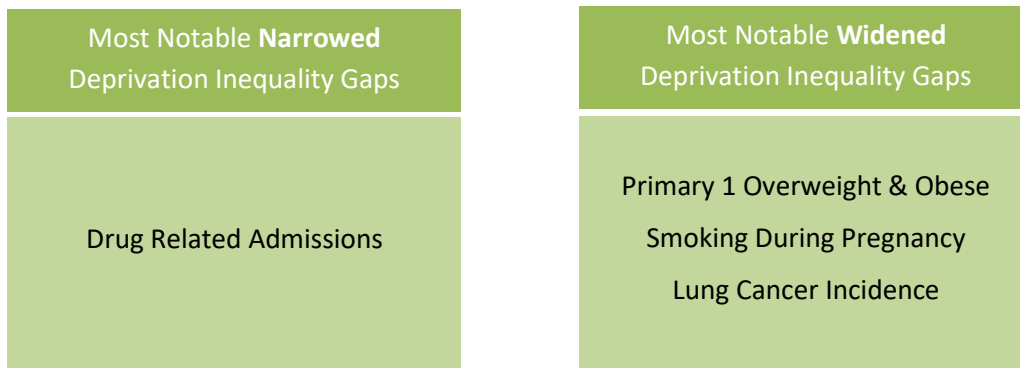 Most Notable Narrowed
Deprivation Inequality Gaps
Drug Related Admissions
Most Notable Widened
Deprivation Inequality Gaps
Primary 1 Overweight & Obese
Smoking During Pregnancy
Lung Cancer Incidence